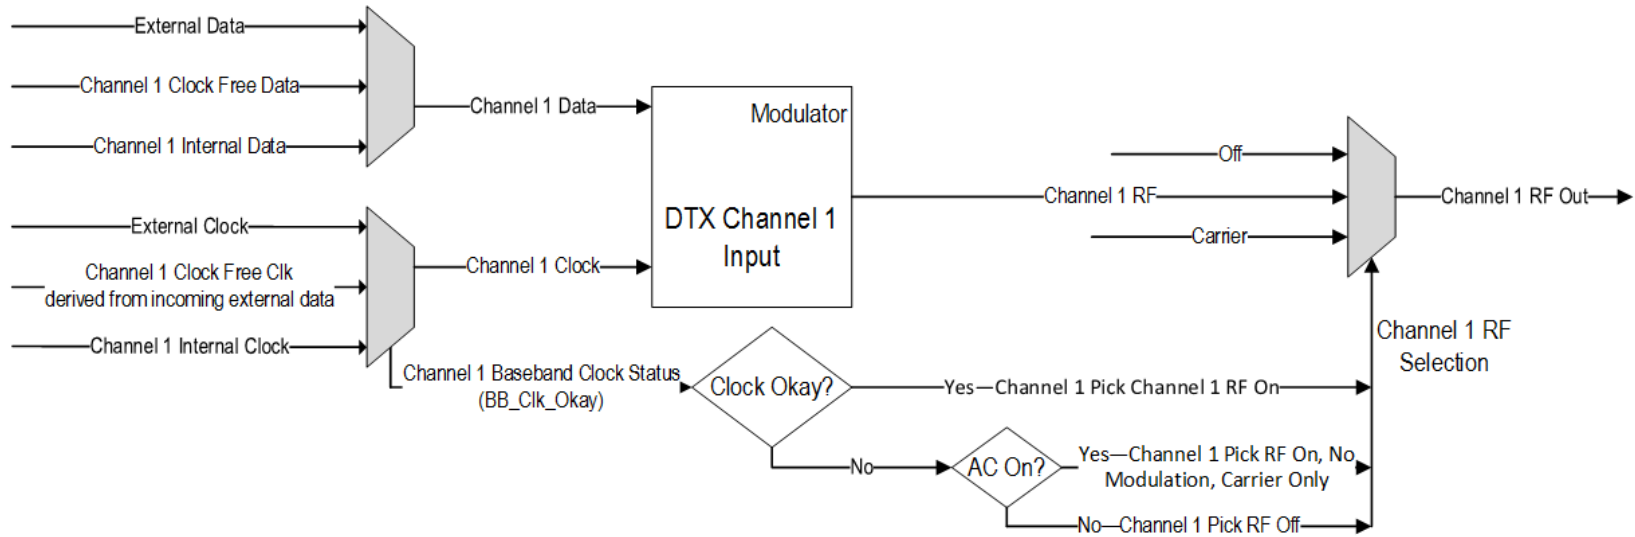 External Data
Channel 1 Clock Free Data
Channel 1 Internal Data
Channel 1 Data
Modulator
DTX Channel 1
Input
External Clock
Channel 1 Clock Free Clk
derived from incoming external data
Channel 1 Internal Clock
Channel 1 Clock
Off
Channel 1 RF
Carrier
Channel 1 RF Out
Channel 1 RF
Selection
Channel 1 Baseband Clock Status
(BB_Clk_Okay)
Clock Okay?
Yes—Channel 1 Pick Channel 1 RF On
No
AC On?
Yes—Channel 1 Pick RF On, No
Modulation, Carrier Only
No—Channel 1 Pick RF Off